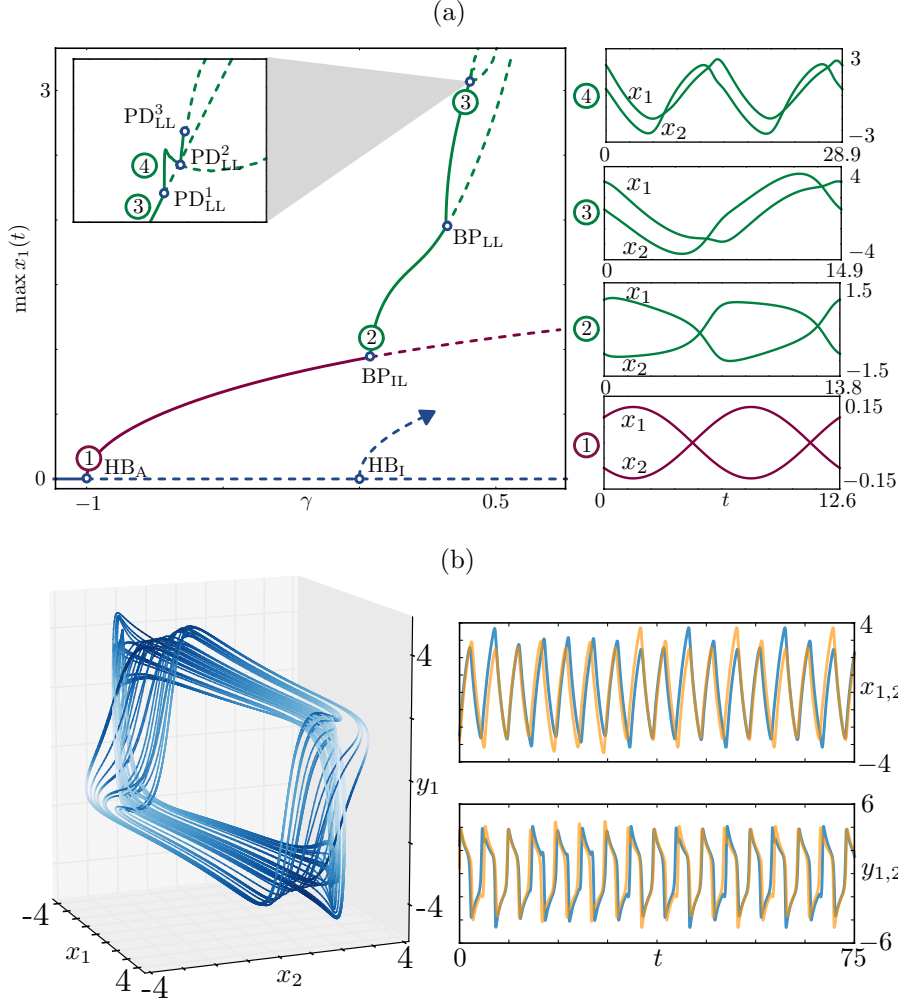 (a)
3
0
max x₁(t)
−1
γ
0.5
PD³LL
4
PD²LL
3
PD¹LL
3
BPLL
2
BPIL
1
HBA
HBI
4
x₁
x₂
3
−3
0
28.9
3
x₁
x₂
4
−4
0
14.9
2
x₁
x₂
1.5
−1.5
0
13.8
1
x₁
x₂
0.15
−0.15
0
t
12.6
(b)
4
y₁
-4
-4
x₁
4
-4
x₂
4
4
x₁,₂
−4
6
y₁,₂
−6
0
t
75